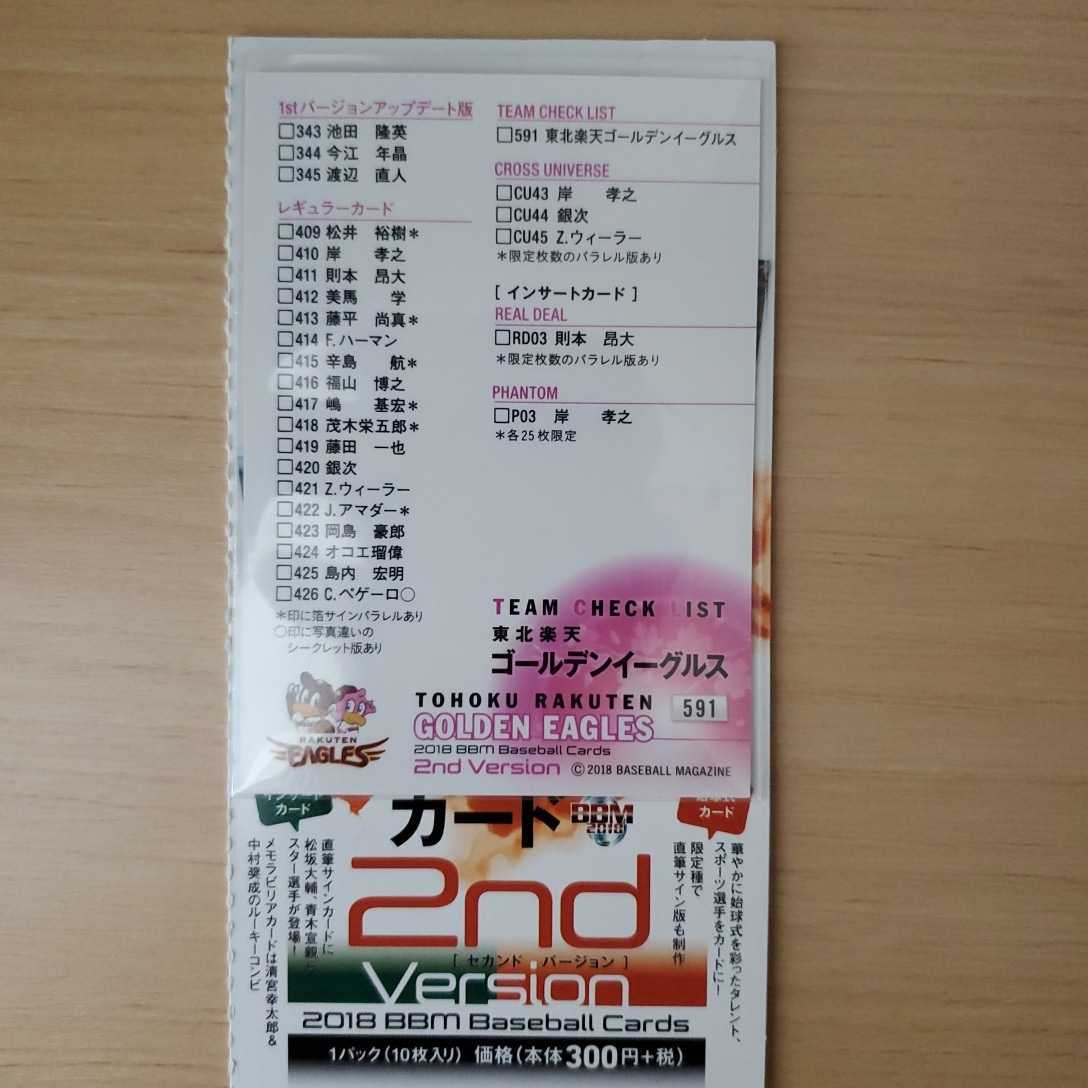 1stバージョンアップデート版
□343 池田　隆英
□344 今江　年晶
□345 渡辺　直人
レギュラーカード
□409 松井　裕樹＊
□410 岸　　孝之
□411 則本　昂大
□412 美馬　　学
□413 藤平　尚真＊
□414 F.ハーマン
□415 辛島　　航＊
□416 福山　博之
□417 嶋　　基宏＊
□418 茂木栄五郎＊
□419 藤田　一也
□420 銀次
□421 Z.ウィーラー
□422 J.アマダー＊
□423 岡島　豪郎
□424 オコエ瑠偉
□425 島内　宏明
□426 C.ペゲーロ○
＊印に箔サインパラレルあり
○印に写真違いの
シークレット版あり
TEAM CHECK LIST
□591 東北楽天ゴールデンイーグルス
CROSS UNIVERSE
□CU43 岸　　孝之
□CU44 銀次
□CU45 Z.ウィーラー
＊限定枚数のパラレル版あり
[ インサートカード ]
REAL DEAL
□RD03 則本　昂大
＊限定枚数のパラレル版あり
PHANTOM
□P03 岸　　孝之
＊各25枚限定
TEAM CHECK LIST
東北楽天
ゴールデンイーグルス
RAKUTEN
EAGLES
TOHOKU RAKUTEN
GOLDEN EAGLES
591
2018 BBM Baseball Cards
2nd Version ©2018 BASEBALL MAGAZINE
カード
カード
BBM
2018
カード
華やかに始球式を彩ったタレント、
スポーツ選手をカードに！
限定種で
直筆サイン版も制作
2nd
[ セカンド バージョン ]
Version
直筆サインカードに
松坂大輔、青木宣親ら
スター選手が登場！
メモラビリアカードは清宮幸太郎&
中村奨成のルーキーコンビ
2018 BBM Baseball Cards
1パック（10枚入り） 価格（本体300円+税）